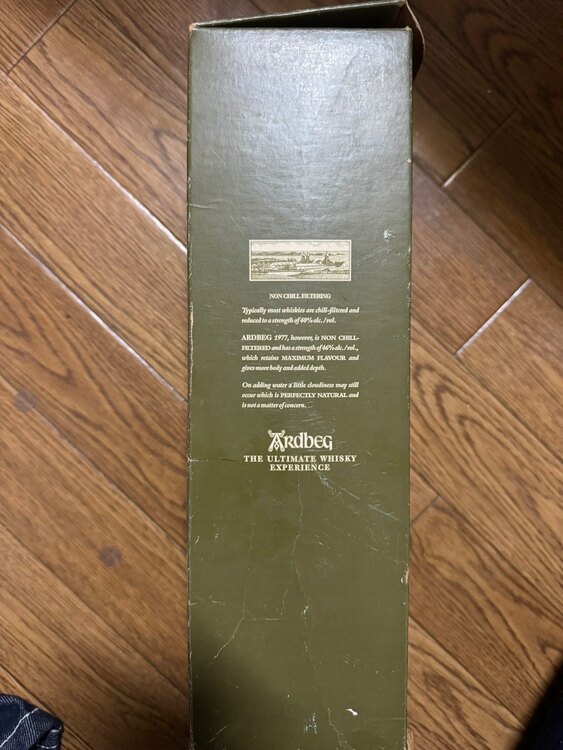 NON CHILL FILTERING
Typically most whiskies are chill-filtered and
reduced to a strength of 40% alc./vol.
ARDBEG 1977, however, is NON CHILL-
FILTERED and has a strength of 46% alc./vol.,
which retains MAXIMUM FLAVOUR and
gives more body and added depth.
On adding water a little cloudiness may still
occur which is PERFECTLY NATURAL and
is not a matter of concern.
Ardbeg
THE ULTIMATE WHISKY
EXPERIENCE